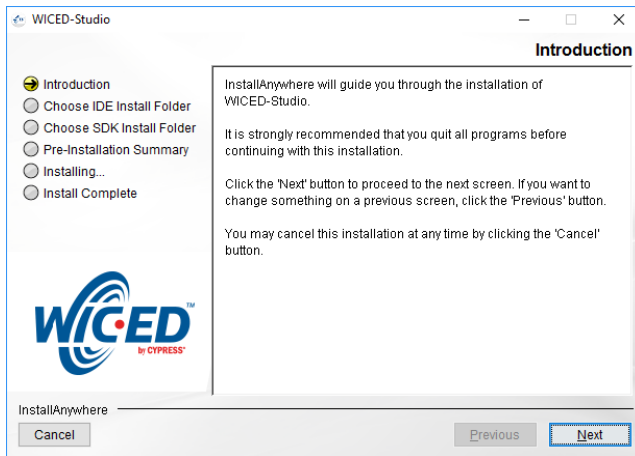 WICED-Studio
Introduction
Introduction
Choose IDE Install Folder
Choose SDK Install Folder
Pre-Installation Summary
Installing...
Install Complete
InstallAnywhere will guide you through the installation of
WICED-Studio.
It is strongly recommended that you quit all programs before
continuing with this installation.
Click the 'Next' button to proceed to the next screen. If you want to
change something on a previous screen, click the 'Previous' button.
You may cancel this installation at any time by clicking the 'Cancel'
button.
WICED™
by CYPRESS®
InstallAnywhere
Cancel
Previous
Next